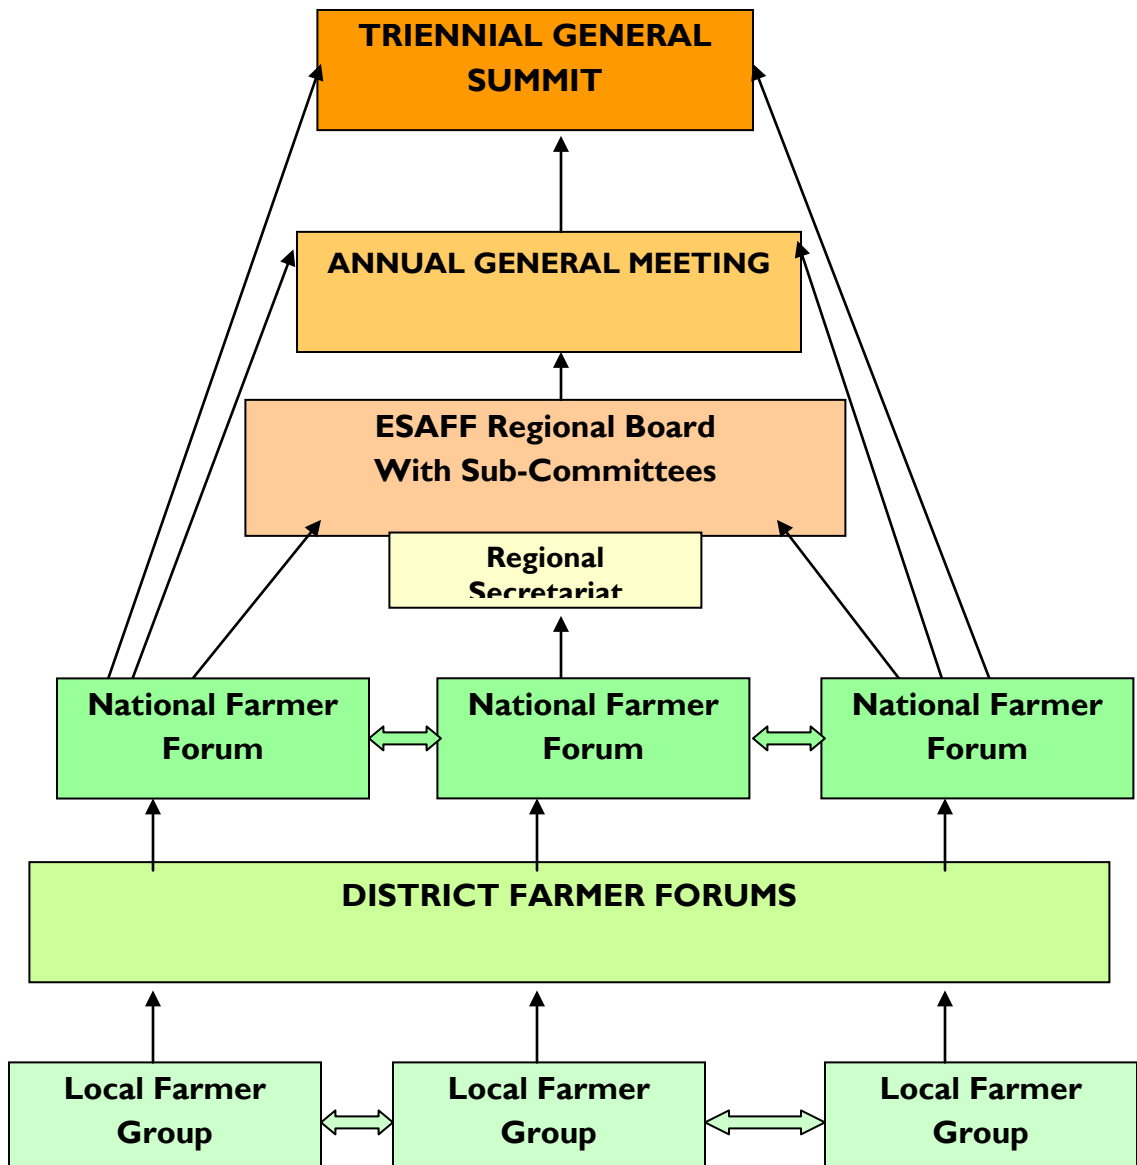 TRIENNIAL GENERAL
SUMMIT
ANNUAL GENERAL MEETING
ESAFF Regional Board
With Sub-Committees
Regional
Secretariat
National Farmer
Forum
National Farmer
Forum
National Farmer
Forum
DISTRICT FARMER FORUMS
Local Farmer
Group
Local Farmer
Group
Local Farmer
Group